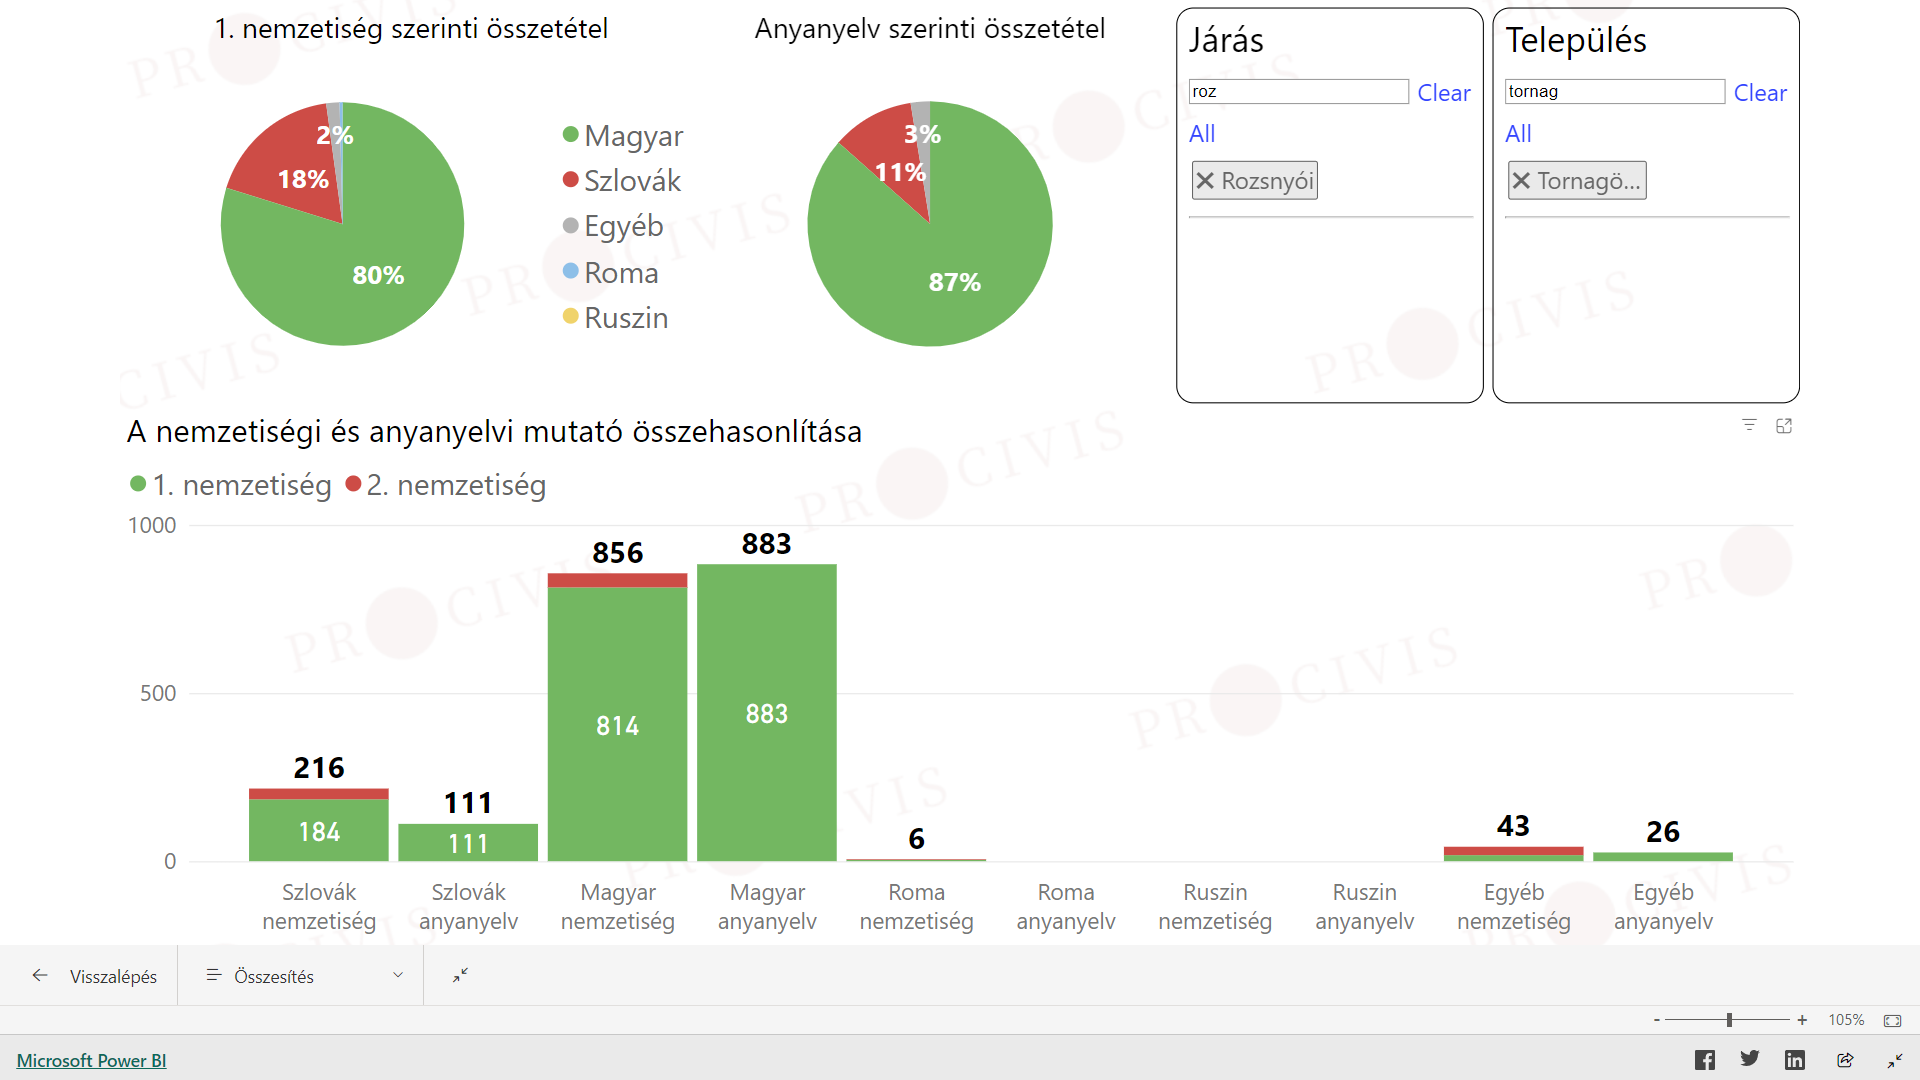 1. nemzetiség szerinti összetétel
2%
18%
80%
Magyar
Szlovák
Egyéb
Roma
Ruszin
Anyanyelv szerinti összetétel
3%
11%
87%
Járás
roz Clear
All
Rozsnyói
Település
tornag Clear
All
Tornagö...
A nemzetiségi és anyanyelvi mutató összehasonlítása
1. nemzetiség 2. nemzetiség
1000
500
0
216
184
111
111
856
814
883
883
6
43
26
Szlovák nemzetiség
Szlovák anyanyelv
Magyar nemzetiség
Magyar anyanyelv
Roma nemzetiség
Roma anyanyelv
Ruszin nemzetiség
Ruszin anyanyelv
Egyéb nemzetiség
Egyéb anyanyelv
PRO CIVIS
Visszalépés
Összesítés
- + 105%
Microsoft Power BI